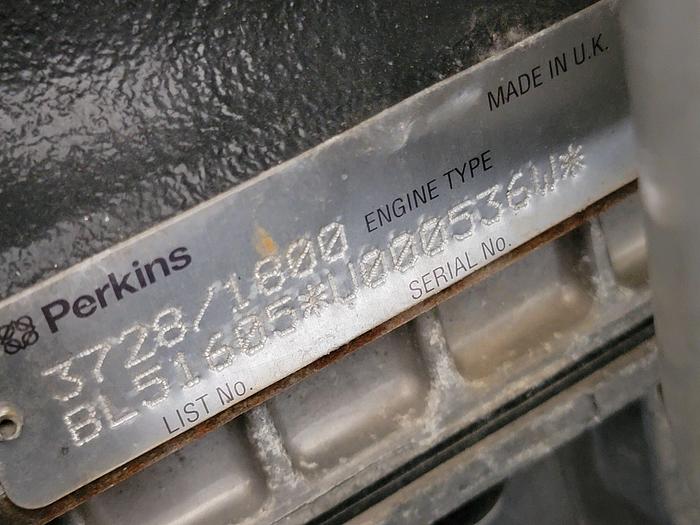 MADE IN U.K.
Perkins
ENGINE TYPE
3728/1800
BL51605*U000536W*
LIST No.
SERIAL No.